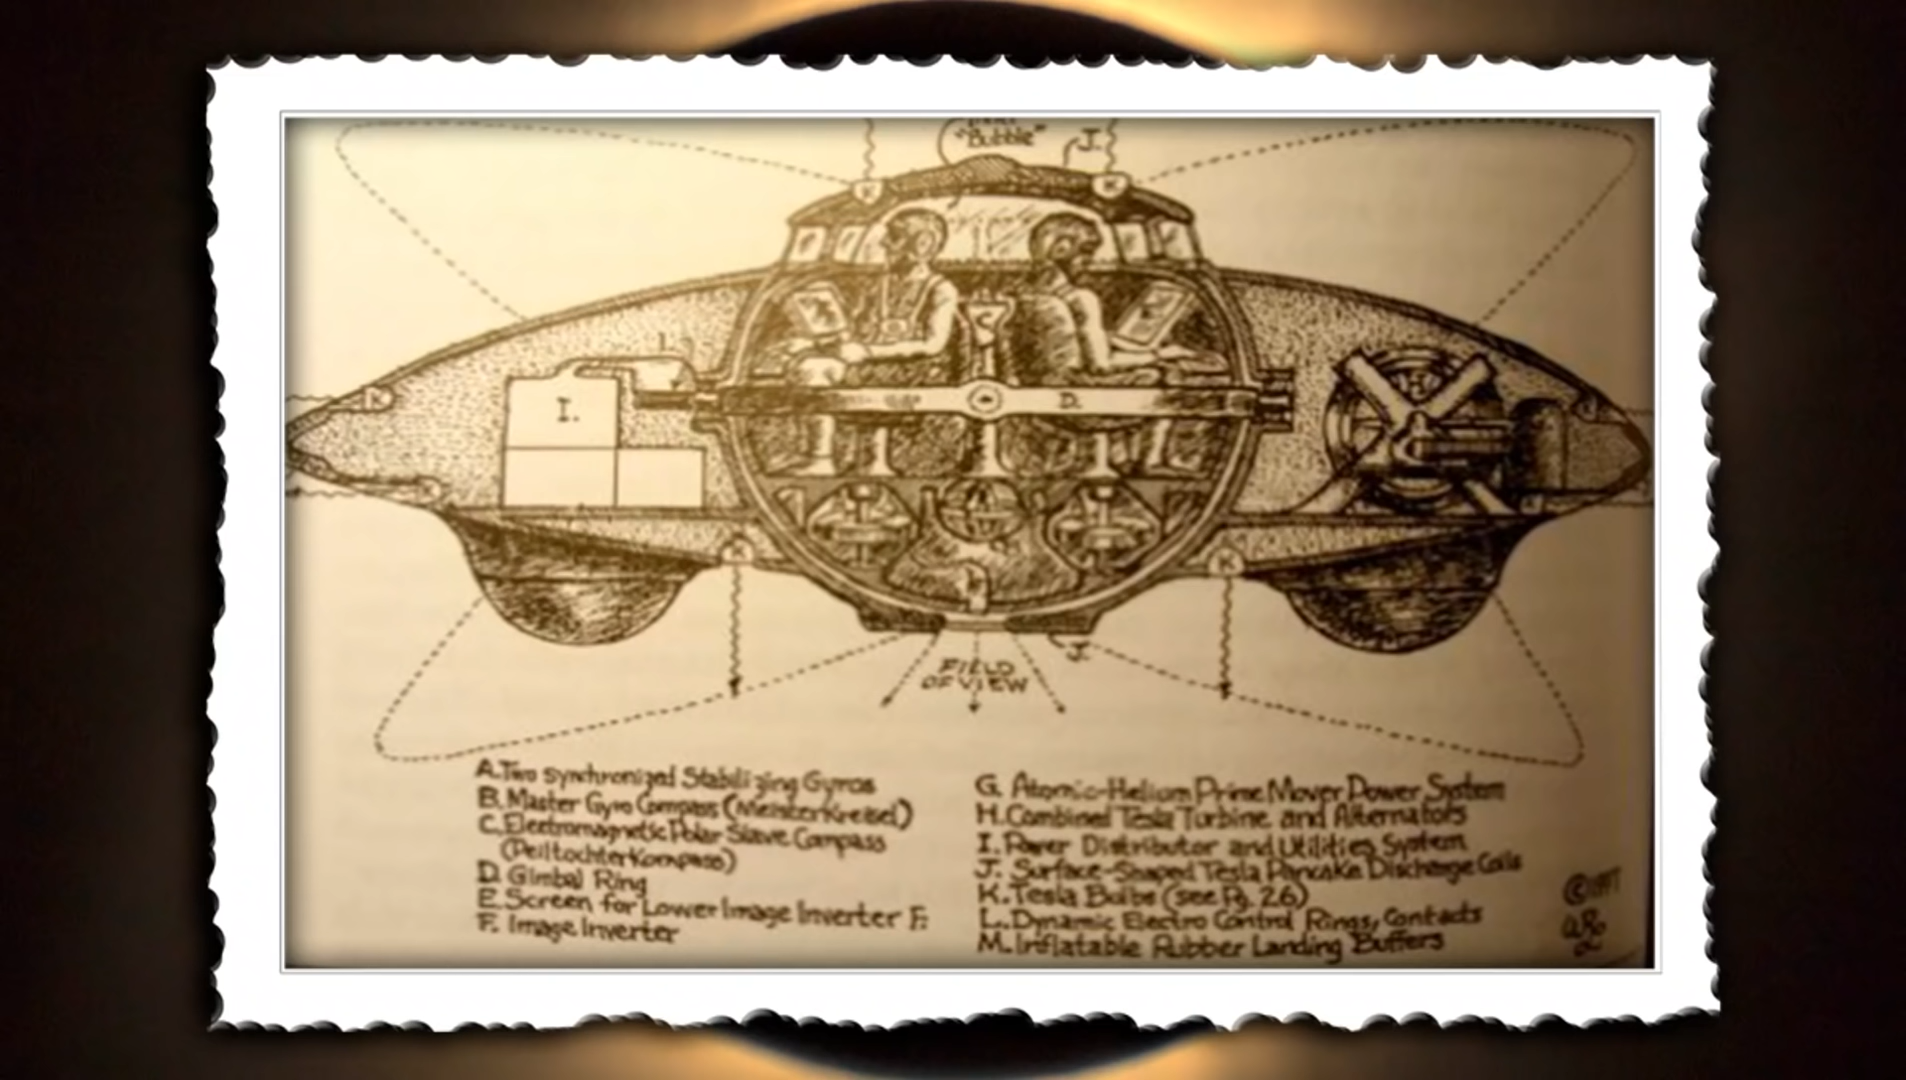 "Bubble"
J.
K
K
C
I.
D.
K
K
J.
FIELD
OF VIEW
A. Two Synchronized Stabilizing Gyros
B. Master Gyro Compass (Meisterkreisel)
C. Electromagnetic Polar Slave Compass
(Peiltochterkompass)
D. Gimbal Ring
E. Screen for Lower Image Inverter F.
F. Image Inverter
G. Atomic-Helium Prime Mover Power System
H. Combined Tesla Turbine and Alternators
I. Power Distributor and Utilities System
J. Surface-Shaped Tesla Pancake Discharge Coils
K. Tesla Bulbs (see Pg. 26)
L. Dynamic Electro Control Rings, Contacts
M. Inflatable Rubber Landing Buffers